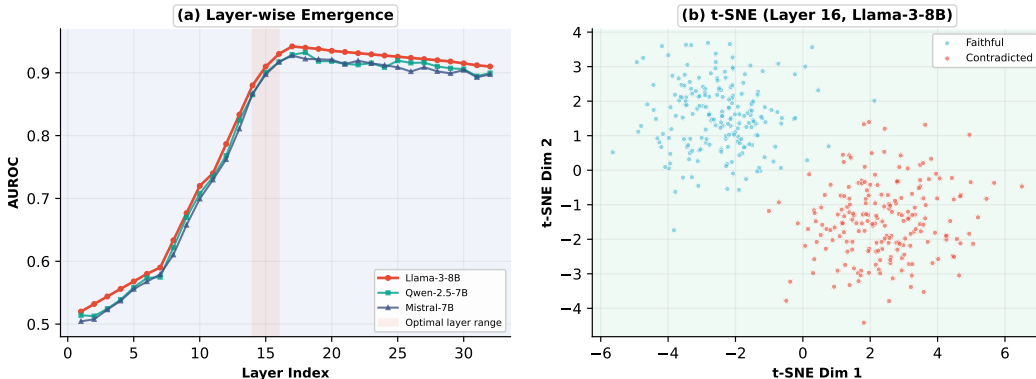 (a) Layer-wise Emergence
AUROC
0.9
0.8
0.7
0.6
0.5
0 5 10 15 20 25 30
Layer Index
Llama-3-8B
Qwen-2.5-7B
Mistral-7B
Optimal layer range
(b) t-SNE (Layer 16, Llama-3-8B)
t-SNE Dim 2
4
3
2
1
0
−1
−2
−3
−4
−6 −4 −2 0 2 4 6
t-SNE Dim 1
Faithful
Contradicted